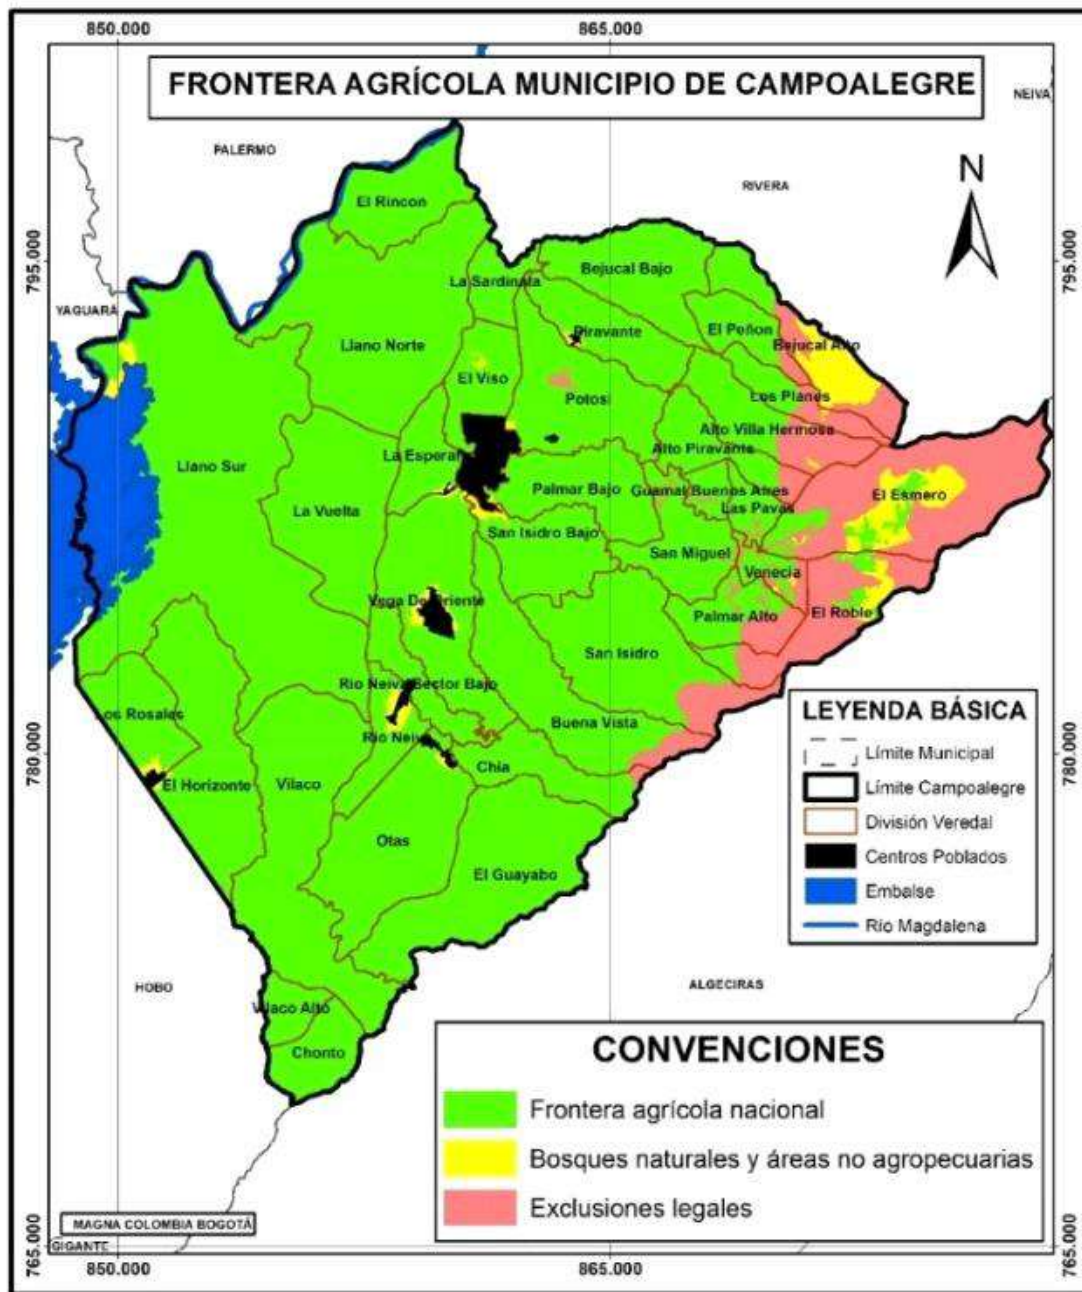 850.000
865.000
FRONTERA AGRÍCOLA MUNICIPIO DE CAMPOALEGRE
NEIVA
PALERMO
RIVERA
N
El Rincon
795.000
795.000
Bejucal Bajo
La Sardinata
YAGUARÁ
Piravante
El Peñon
Llano Norte
Bejucal Alto
El Viso
Potosi
Los Planes
Alto Villa Hermosa
Alto Piravante
La Esperan
Llano Sur
Palmar Bajo
Guamal
Buenos Aires
El Esmero
Las Pavas
La Vuelta
San Isidro Bajo
San Miguel
Venecia
Vega De Oriente
Palmar Alto
El Roble
San Isidro
Rio Neiva Sector Bajo
Los Rosales
Buena Vista
Rio Neiva
780.000
780.000
Chia
El Horizonte
Vilaco
Otas
El Guayabo
LEYENDA BÁSICA
Límite Municipal
Límite Campoalegre
División Veredal
Centros Poblados
Embalse
Río Magdalena
HOBO
ALGECIRAS
Vilaco Alto
Chonto
CONVENCIONES
Frontera agrícola nacional
Bosques naturales y áreas no agropecuarias
Exclusiones legales
MAGNA COLOMBIA BOGOTÁ
GIGANTE
765.000
765.000
850.000
865.000